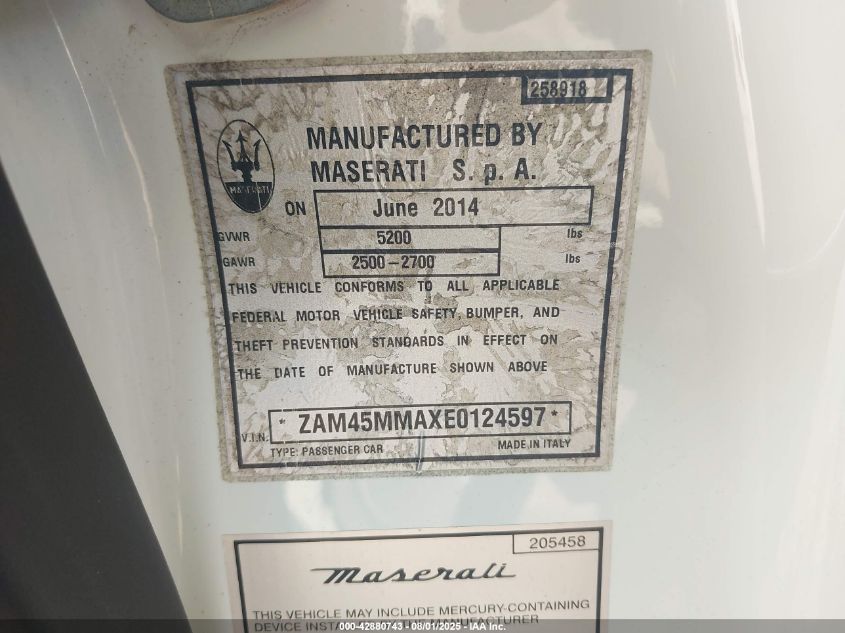 258918
MANUFACTURED BY
MASERATI S. p. A.
MASERATI
ON June 2014
GVWR 5200 lbs
GAWR 2500-2700 lbs
THIS VEHICLE CONFORMS TO ALL APPLICABLE
FEDERAL MOTOR VEHICLE SAFETY, BUMPER, AND
THEFT PREVENTION STANDARDS IN EFFECT ON
THE DATE OF MANUFACTURE SHOWN ABOVE
V.I.N. * ZAM45MMAXE0124597 *
TYPE: PASSENGER CAR MADE IN ITALY
205458
Maserati
THIS VEHICLE MAY INCLUDE MERCURY-CONTAINING
DEVICE MANUFACTURER
000-42880743 - 08/01/2025 - IAA Inc.